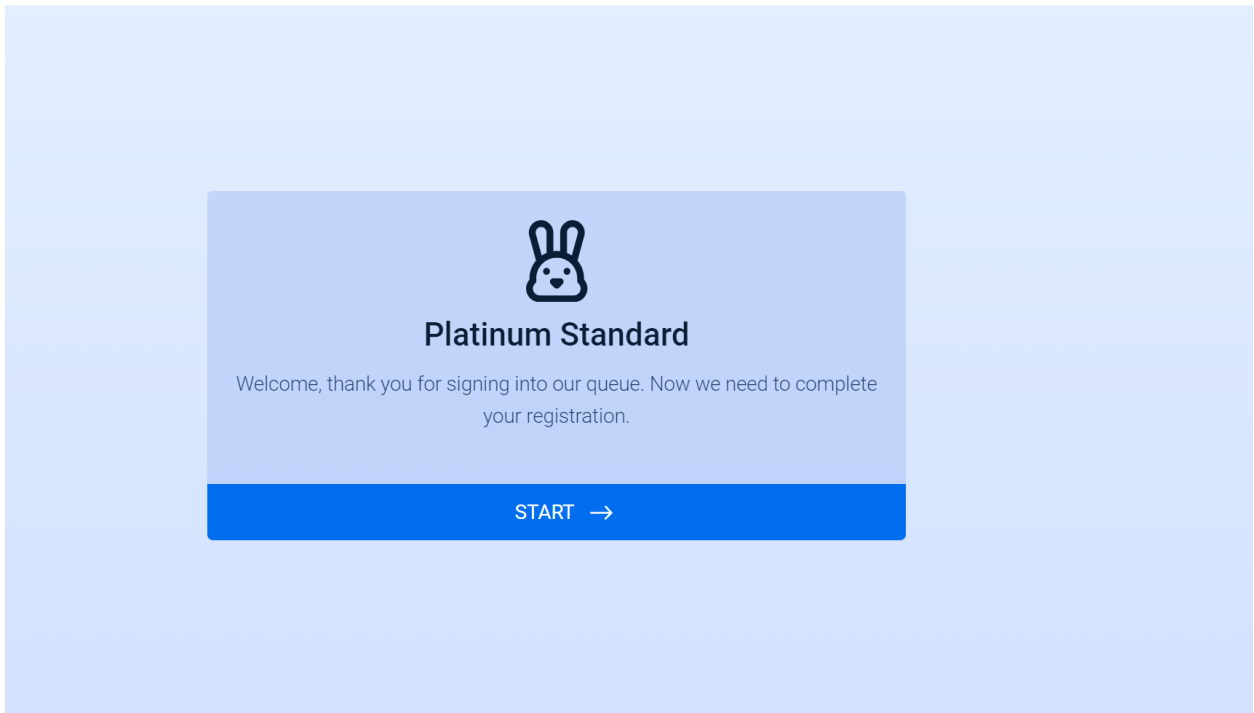 Platinum Standard
Welcome, thank you for signing into our queue. Now we need to complete
your registration.
START